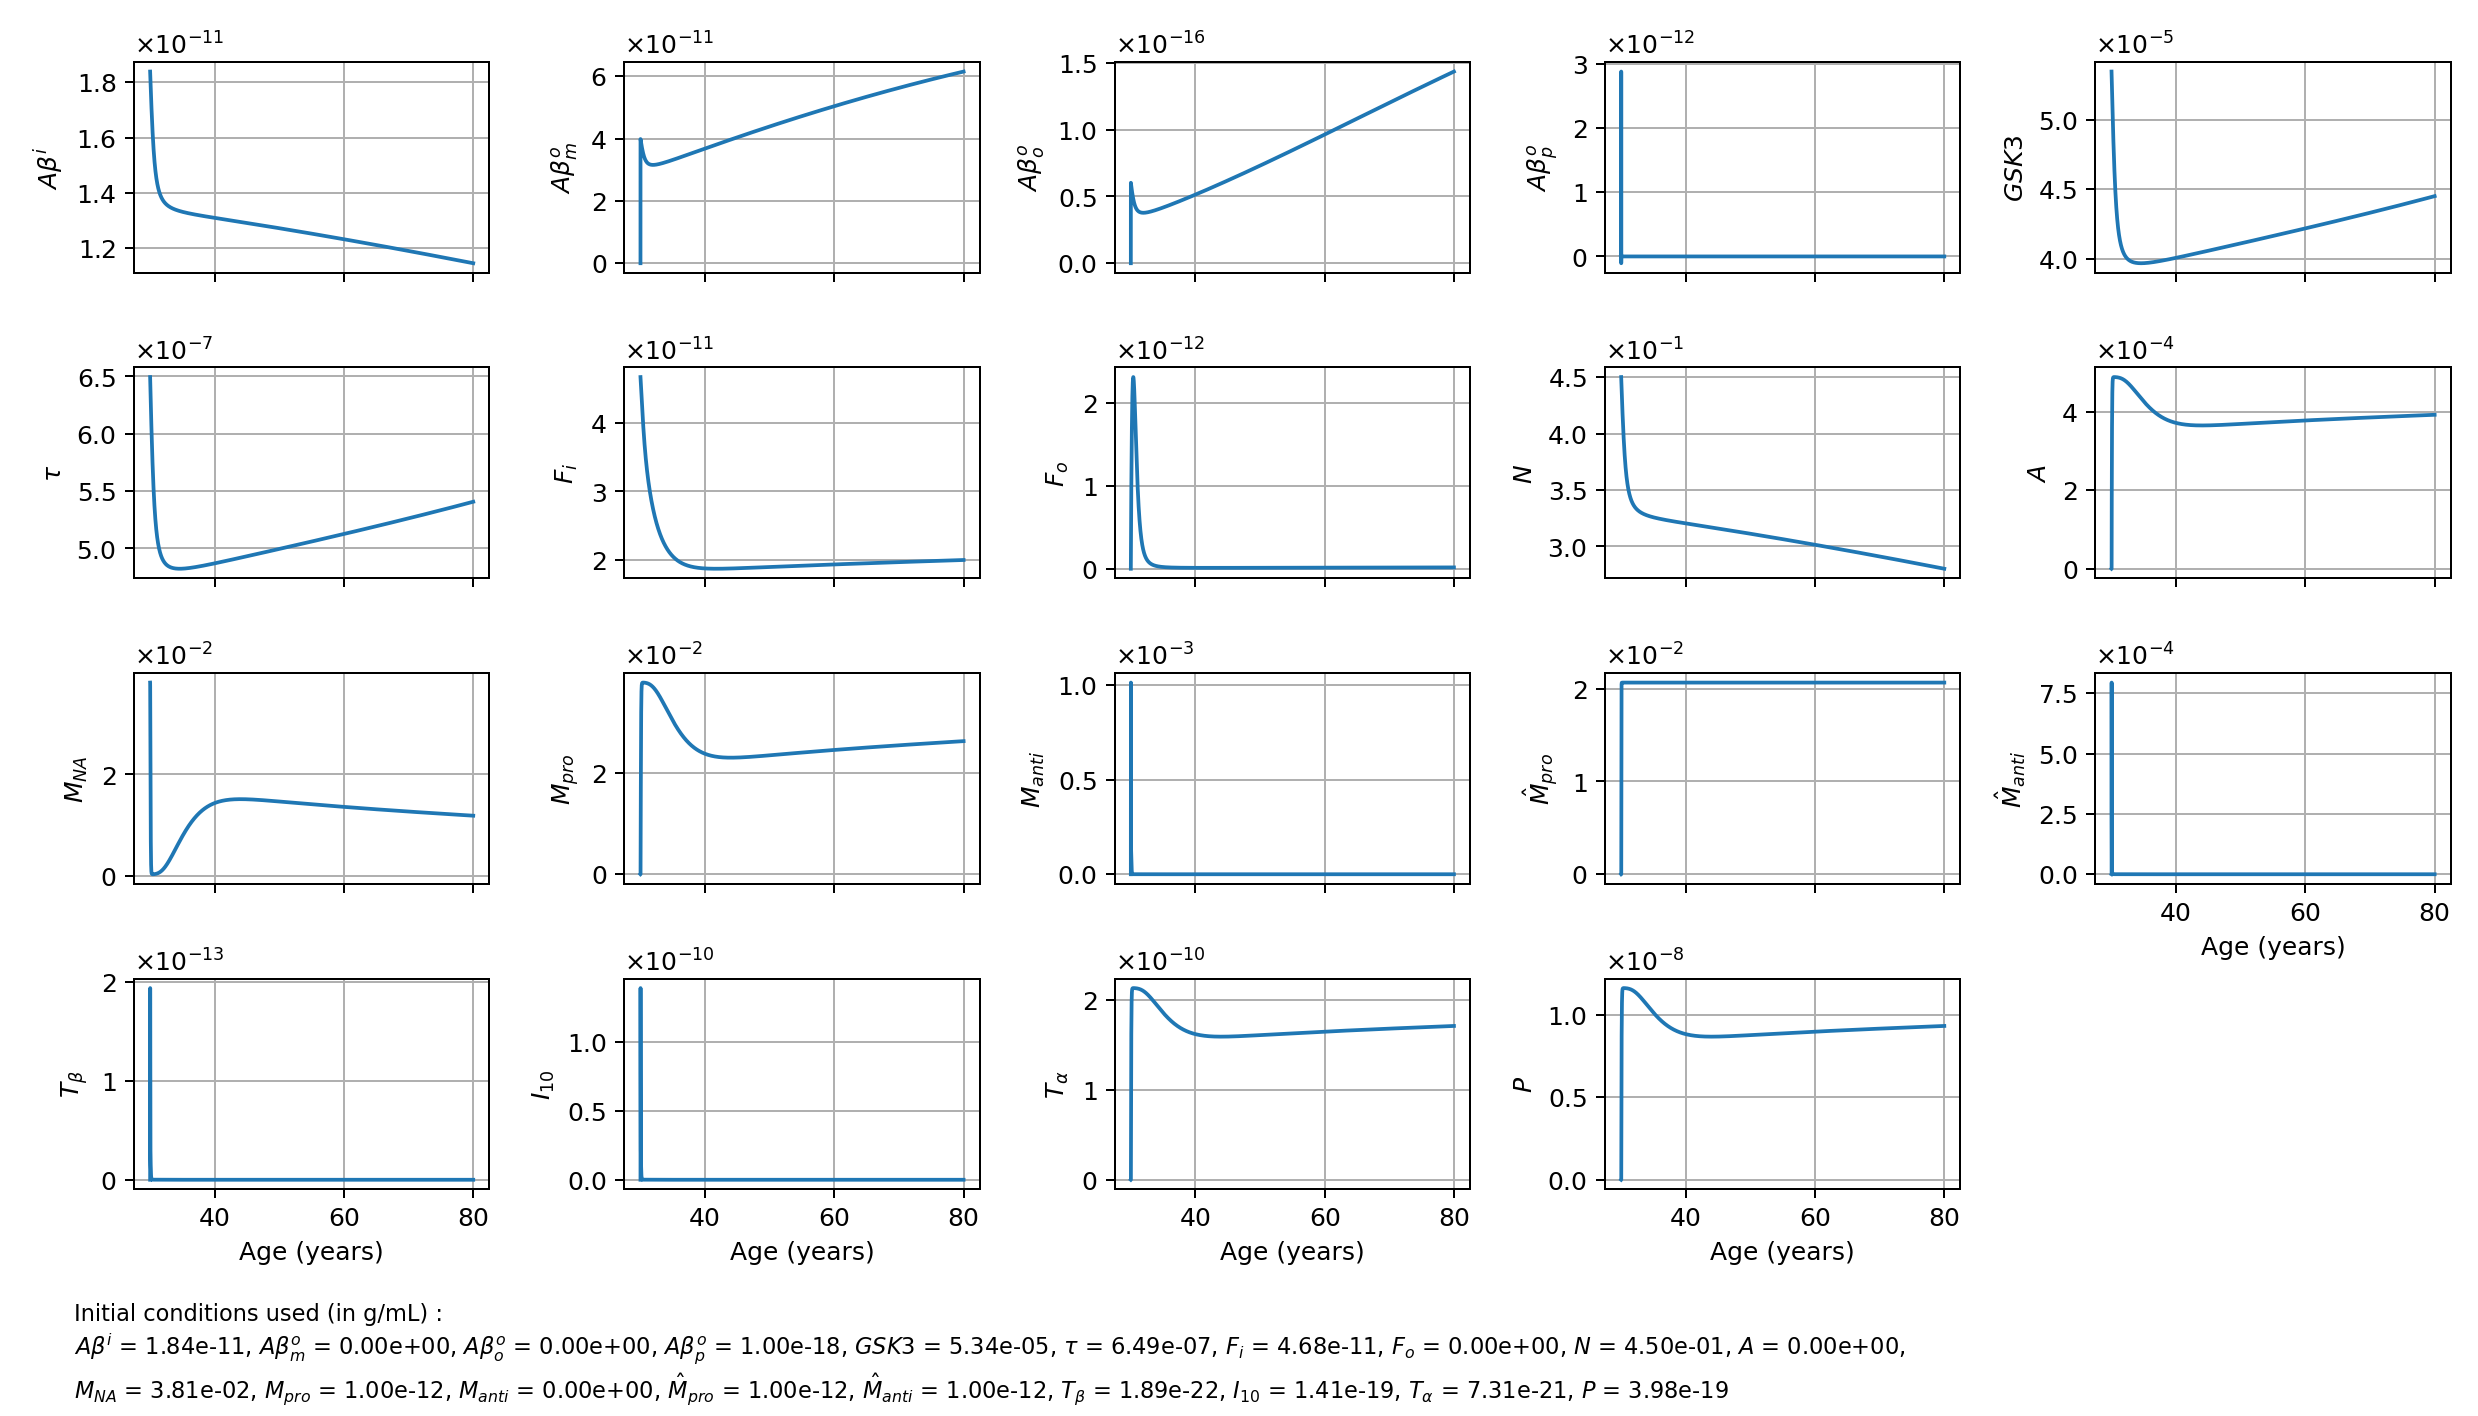 ×10⁻¹¹ ×10⁻¹¹ ×10⁻¹⁶ ×10⁻¹² ×10⁻⁵
Aβⁱ 1.8 1.6 1.4 1.2
Aβₘᵒ 6 4 2 0
Aβₒᵒ 1.5 1.0 0.5 0.0
Aβₚᵒ 3 2 1 0
GSK3 5.0 4.5 4.0
×10⁻⁷ ×10⁻¹¹ ×10⁻¹² ×10⁻¹ ×10⁻⁴
τ 6.5 6.0 5.5 5.0
Fᵢ 4 3 2
Fₒ 2 1 0
N 4.5 4.0 3.5 3.0
A 4 2 0
×10⁻² ×10⁻² ×10⁻³ ×10⁻² ×10⁻⁴
M_NA 2 0
M_pro 2 0
M_anti 1.0 0.5 0.0
M̂_pro 2 1 0
M̂_anti 7.5 5.0 2.5 0.0
40 60 80
Age (years)
×10⁻¹³ ×10⁻¹⁰ ×10⁻¹⁰ ×10⁻⁸
T_β 2 1 0
I₁₀ 1.0 0.5 0.0
T_α 2 1 0
P 1.0 0.5 0.0
40 60 80 40 60 80 40 60 80 40 60 80
Age (years) Age (years) Age (years) Age (years)
Initial conditions used (in g/mL) :
Aβⁱ = 1.84e-11, Aβₘᵒ = 0.00e+00, Aβₒᵒ = 0.00e+00, Aβₚᵒ = 1.00e-18, GSK3 = 5.34e-05, τ = 6.49e-07, Fᵢ = 4.68e-11, Fₒ = 0.00e+00, N = 4.50e-01, A = 0.00e+00,
M_NA = 3.81e-02, M_pro = 1.00e-12, M_anti = 0.00e+00, M̂_pro = 1.00e-12, M̂_anti = 1.00e-12, T_β = 1.89e-22, I₁₀ = 1.41e-19, T_α = 7.31e-21, P = 3.98e-19